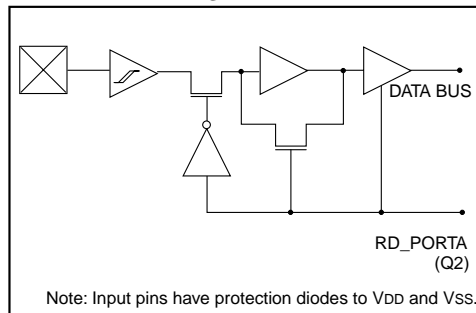 DATA BUS
RD_PORTA
(Q2)
Note: Input pins have protection diodes to VDD and VSS.